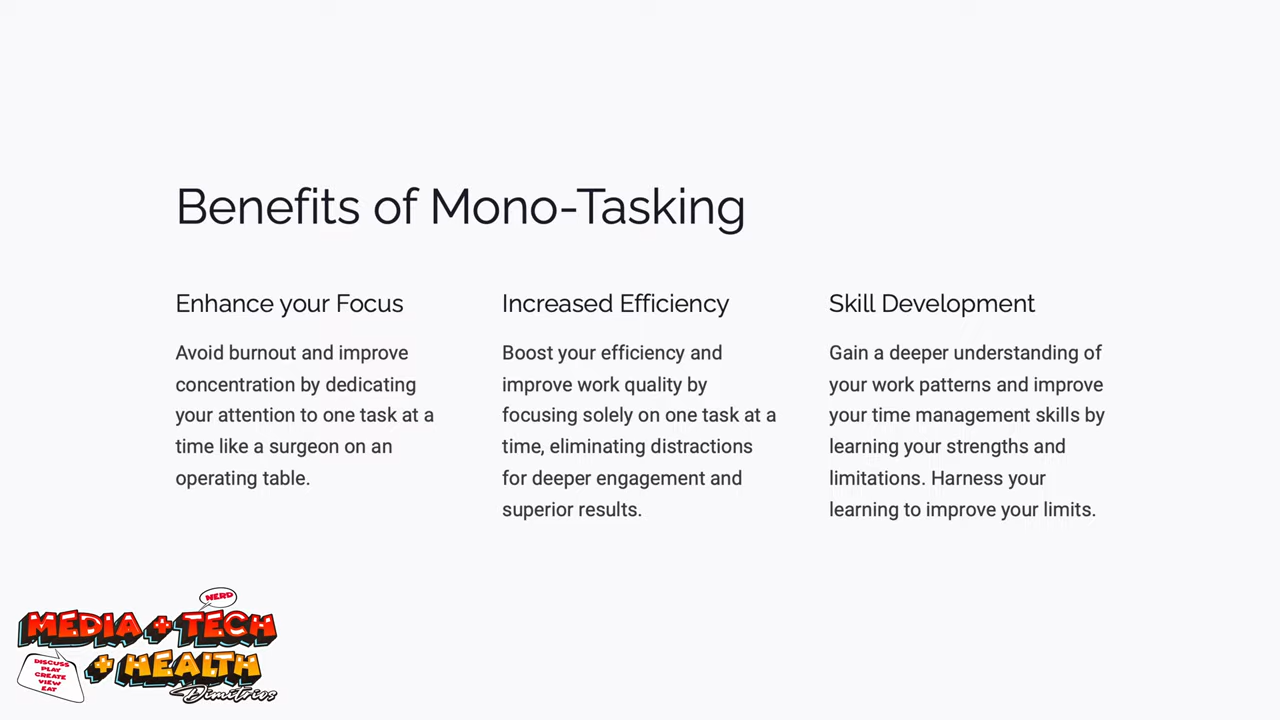 Benefits of Mono-Tasking
Enhance your Focus
Avoid burnout and improve
concentration by dedicating
your attention to one task at a
time like a surgeon on an
operating table.
Increased Efficiency
Boost your efficiency and
improve work quality by
focusing solely on one task at a
time, eliminating distractions
for deeper engagement and
superior results.
Skill Development
Gain a deeper understanding of
your work patterns and improve
your time management skills by
learning your strengths and
limitations. Harness your
learning to improve your limits.
NERD
MEDIA + TECH
+ HEALTH
DISCUSS
PLAY
CREATE
VIEW
EAT
Dimitrios